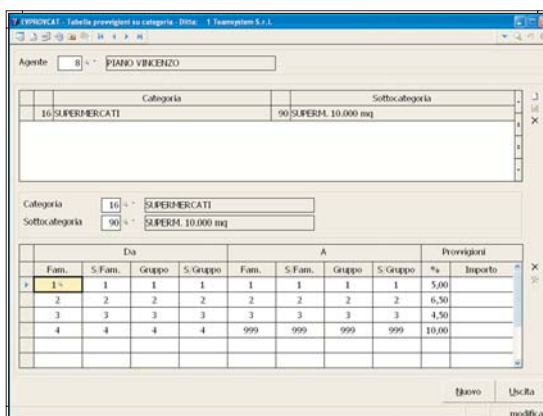 EVPROVCAT - Tabella provvigioni su categoria - Ditta: 1 Teamsystem S.r.l.
Agente 8 PIANO VINCENZO
Categoria Sottocategoria
16 SUPERMERCATI 90 SUPERM. 10.000 mq
Categoria 16 SUPERMERCATI
Sottocategoria 90 SUPERM. 10.000 mq
Da A Provvigioni
Fam. S/Fam. Gruppo S/Gruppo Fam. S/Fam. Gruppo S/Gruppo % Importo
1 1 1 1 1 1 1 1 5,00
2 2 2 2 2 2 2 2 6,50
3 3 3 3 3 3 3 3 4,50
4 4 4 4 999 999 999 999 10,00
Nuovo Uscita
modifica